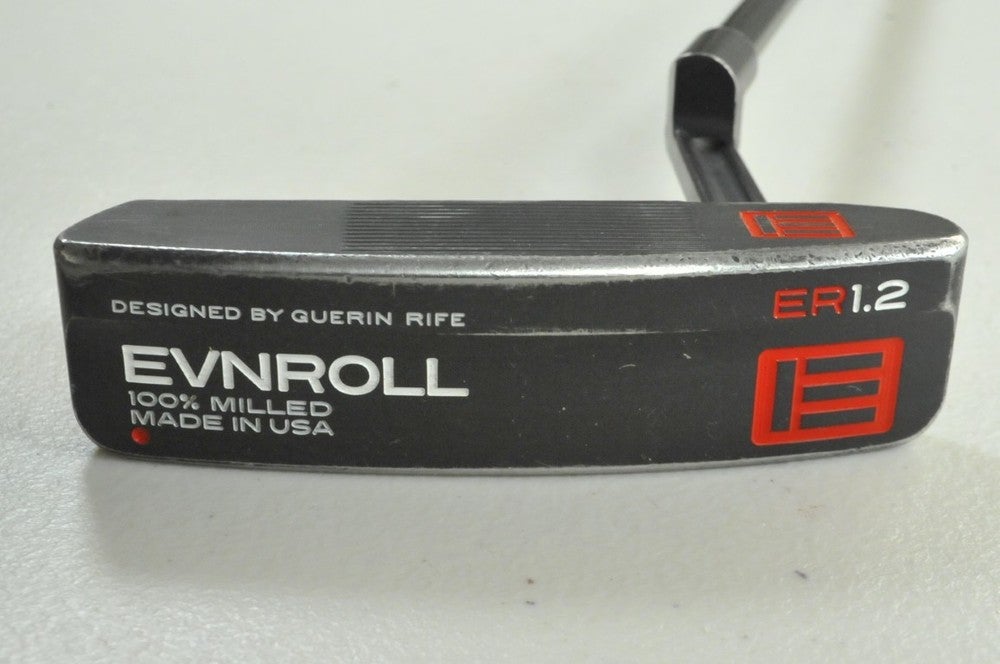 DESIGNED BY GUERIN RIFE
ER1.2
EVNROLL
100% MILLED
MADE IN USA